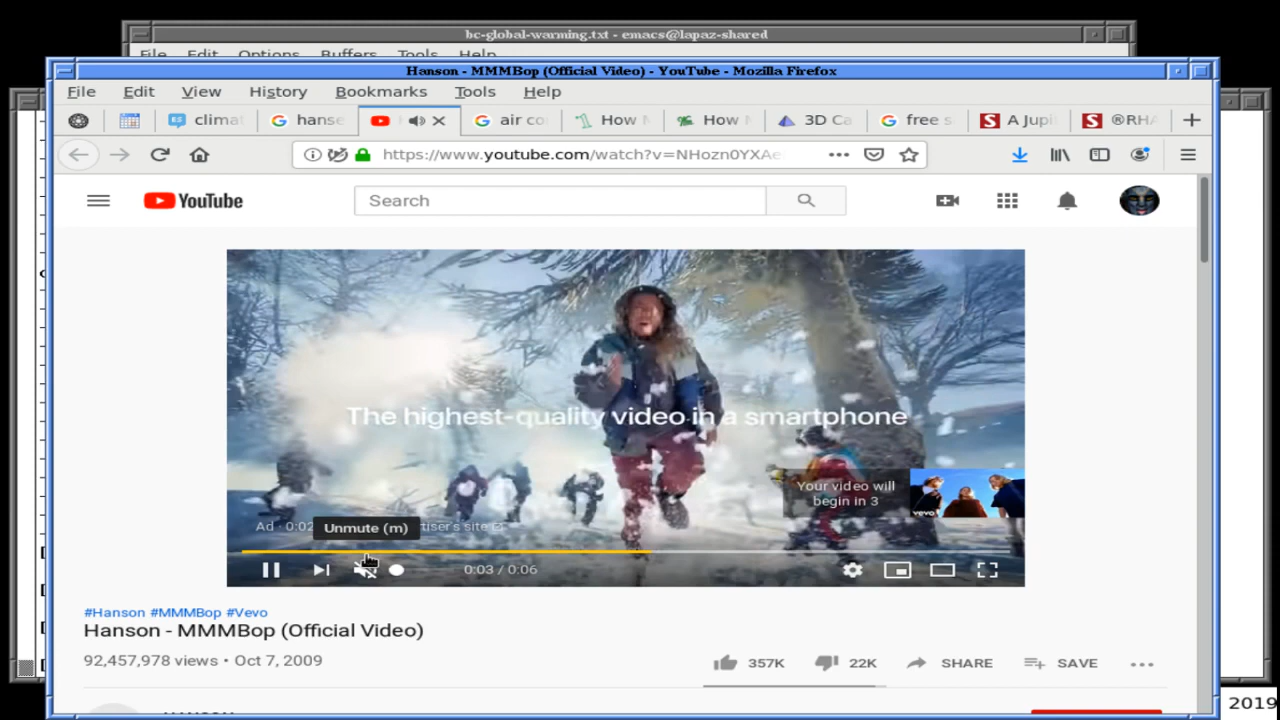 bc-global-warming.txt - emacs@lapaz-shared
File Edit Options Buffers Tools Help
Hanson - MMMBop (Official Video) - YouTube - Mozilla Firefox
File Edit View History Bookmarks Tools Help
clima hanse air co How How 3D Ca free s A Jupi ®RHA
https://www.youtube.com/watch?v=NHozn0YXAe
YouTube
Search
The highest-quality video in a smartphone
Your video will
begin in 3
vevo
Ad · 0:02 tiser's site
Unmute (m)
0:03 / 0:06
#Hanson #MMMBop #Vevo
Hanson - MMMBop (Official Video)
92,457,978 views • Oct 7, 2009
357K 22K SHARE SAVE
2019